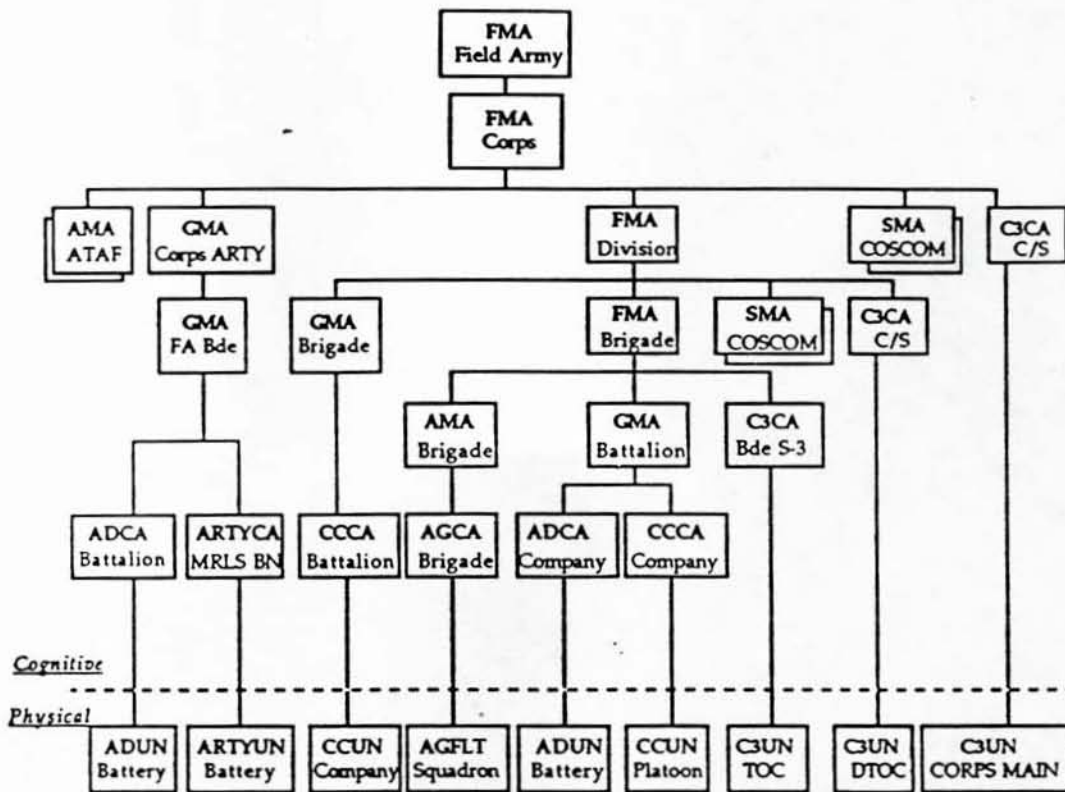 FMA
Field Army
FMA
Corps
AMA
ATAF
GMA
Corps ARTY
FMA
Division
SMA
COSCOM
C3CA
C/S
GMA
FA Bde
GMA
Brigade
FMA
Brigade
SMA
COSCOM
C3CA
C/S
AMA
Brigade
GMA
Battalion
C3CA
Bde S-3
ADCA
Battalion
ARTYCA
MRLS BN
CCCA
Battalion
AGCA
Brigade
ADCA
Company
CCCA
Company
Cognitive
Physical
ADUN
Battery
ARTYUN
Battery
CCUN
Company
AGFLT
Squadron
ADUN
Battery
CCUN
Platoon
C3UN
TOC
C3UN
DTOC
C3UN
CORPS MAIN